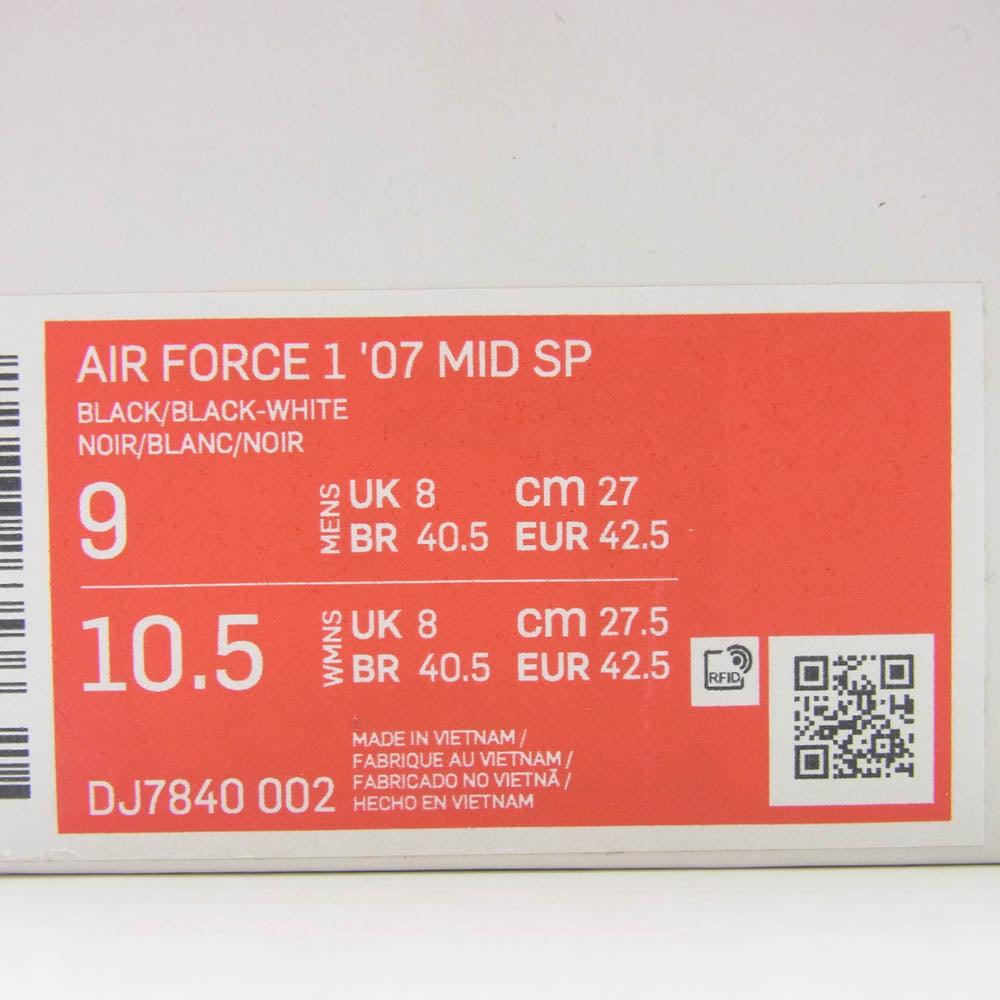 AIR FORCE 1 '07 MID SP
BLACK/BLACK-WHITE
NOIR/BLANC/NOIR
9
MENS
UK 8 cm 27
BR 40.5 EUR 42.5
10.5
WMNS
UK 8 cm 27.5
BR 40.5 EUR 42.5
RFID
DJ7840 002
MADE IN VIETNAM /
FABRIQUE AU VIETNAM /
FABRICADO NO VIETNÃ /
HECHO EN VIETNAM